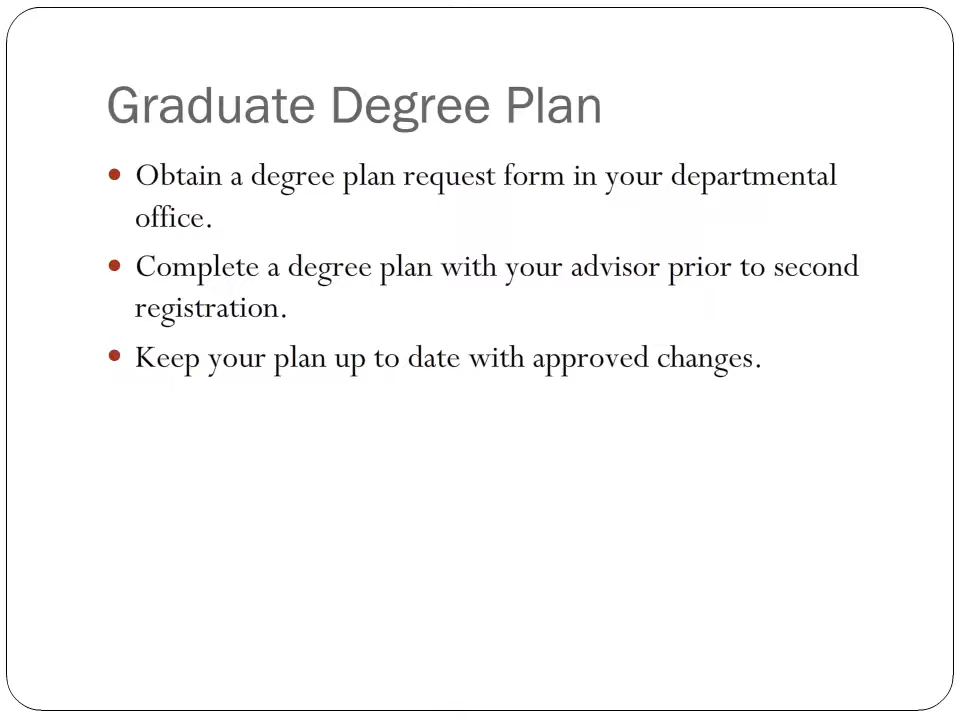 Graduate Degree Plan
• Obtain a degree plan request form in your departmental
office.
• Complete a degree plan with your advisor prior to second
registration.
• Keep your plan up to date with approved changes.